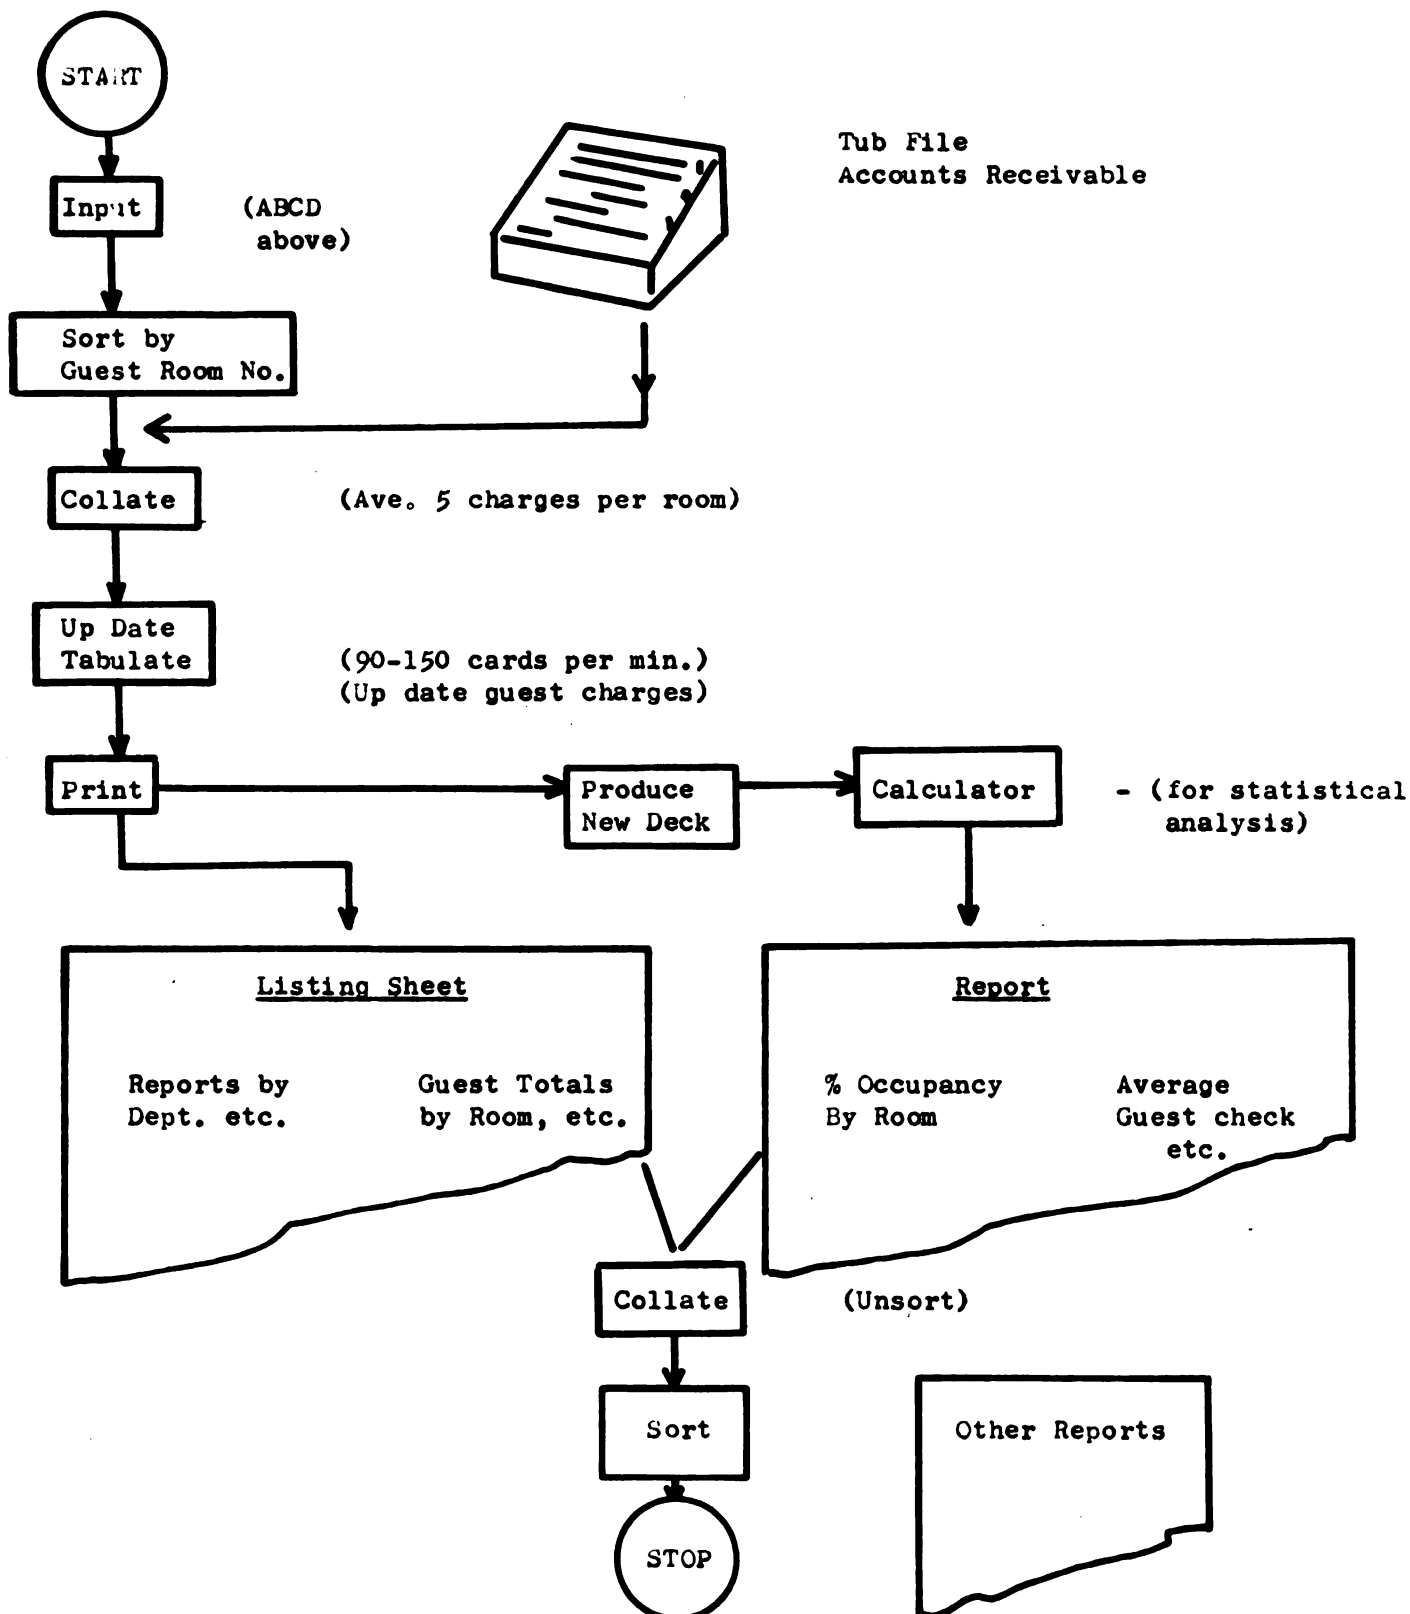 START
Tub File
Accounts Receivable
Input
(ABCD
above)
Sort by
Guest Room No.
Collate
(Ave. 5 charges per room)
Up Date
Tabulate
(90-150 cards per min.)
(Up date guest charges)
Print
Produce
New Deck
Calculator
- (for statistical
analysis)
Listing Sheet
Reports by
Dept. etc.
Guest Totals
by Room, etc.
Report
% Occupancy
By Room
Average
Guest check
etc.
Collate
(Unsort)
Sort
Other Reports
STOP